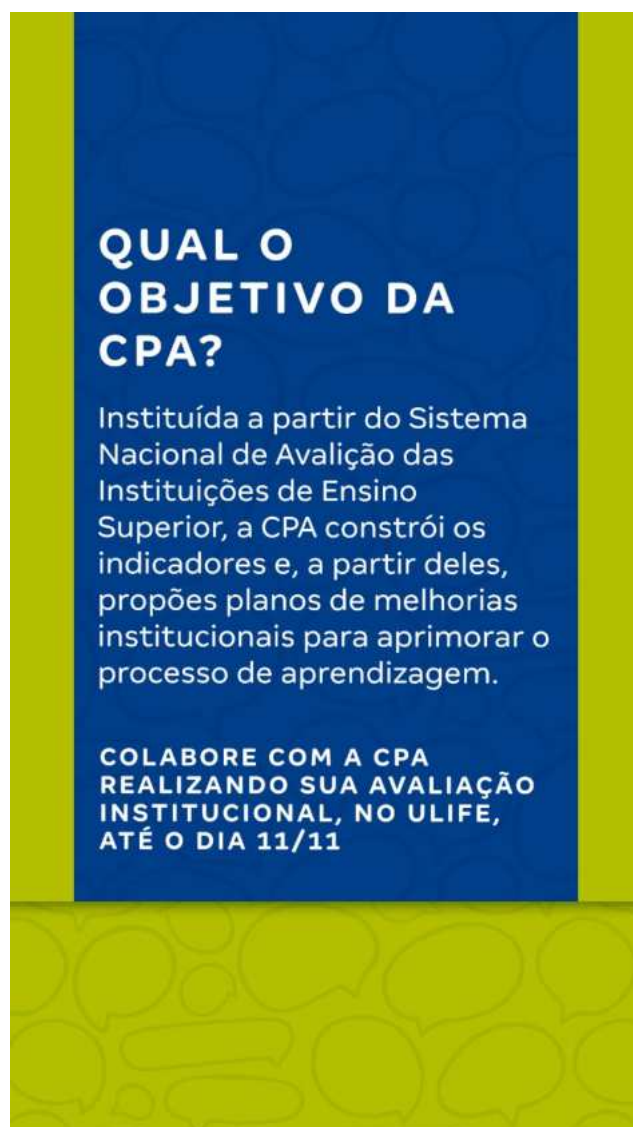 QUAL O
OBJETIVO DA
CPA?
Instituída a partir do Sistema
Nacional de Avalição das
Instituições de Ensino
Superior, a CPA constrói os
indicadores e, a partir deles,
propões planos de melhorias
institucionais para aprimorar o
processo de aprendizagem.
COLABORE COM A CPA
REALIZANDO SUA AVALIAÇÃO
INSTITUCIONAL, NO ULIFE,
ATÉ O DIA 11/11